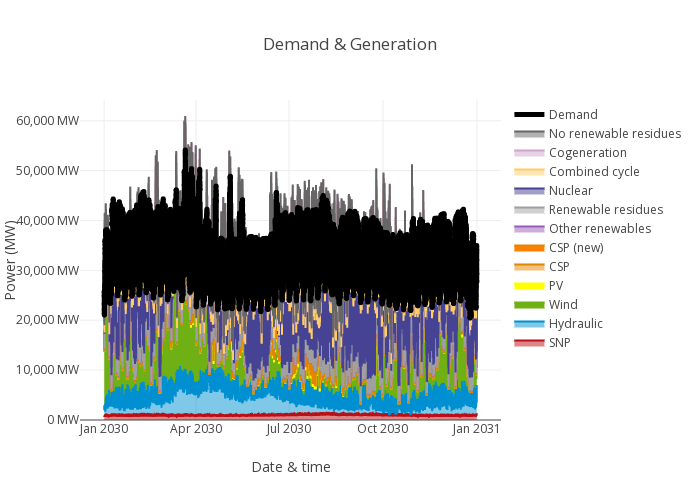 Demand & Generation
60,000 MW
50,000 MW
40,000 MW
30,000 MW
20,000 MW
10,000 MW
0 MW
Power (MW)
Jan 2030
Apr 2030
Jul 2030
Oct 2030
Jan 2031
Date & time
Demand
No renewable residues
Cogeneration
Combined cycle
Nuclear
Renewable residues
Other renewables
CSP (new)
CSP
PV
Wind
Hydraulic
SNP